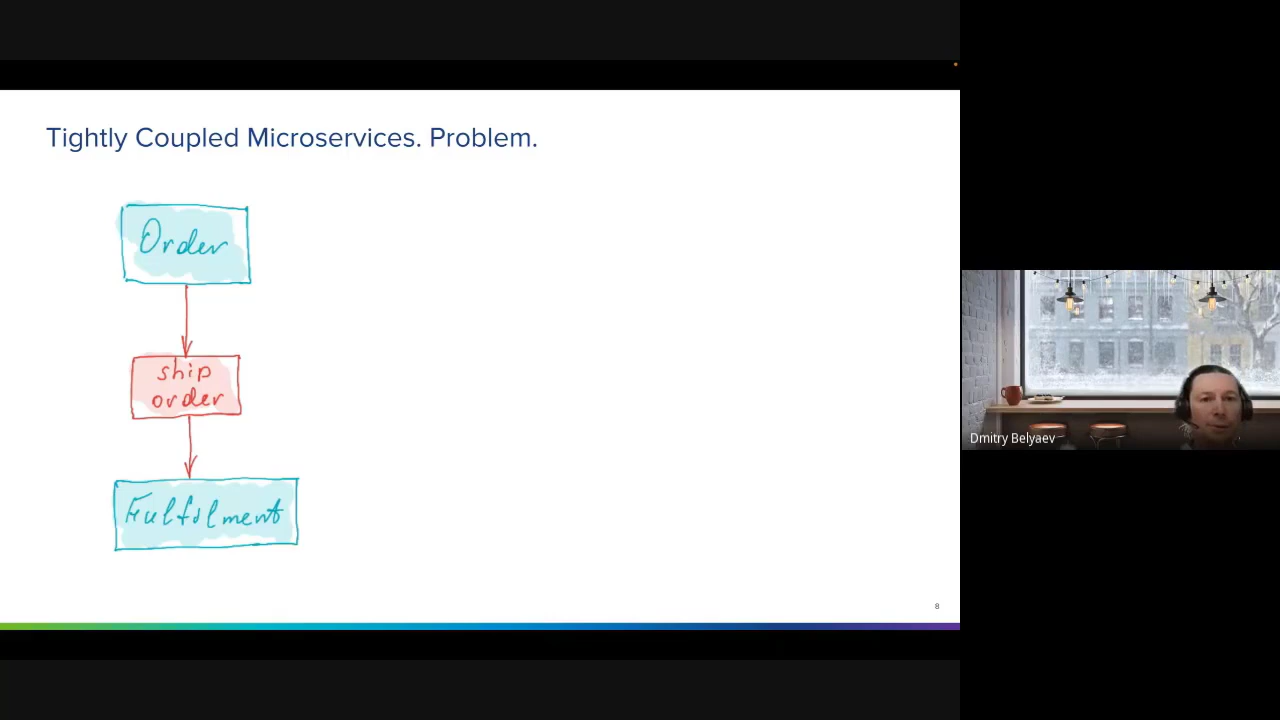 Tightly Coupled Microservices. Problem.
Order
ship
order
Fulfilment
8
Dmitry Belyaev